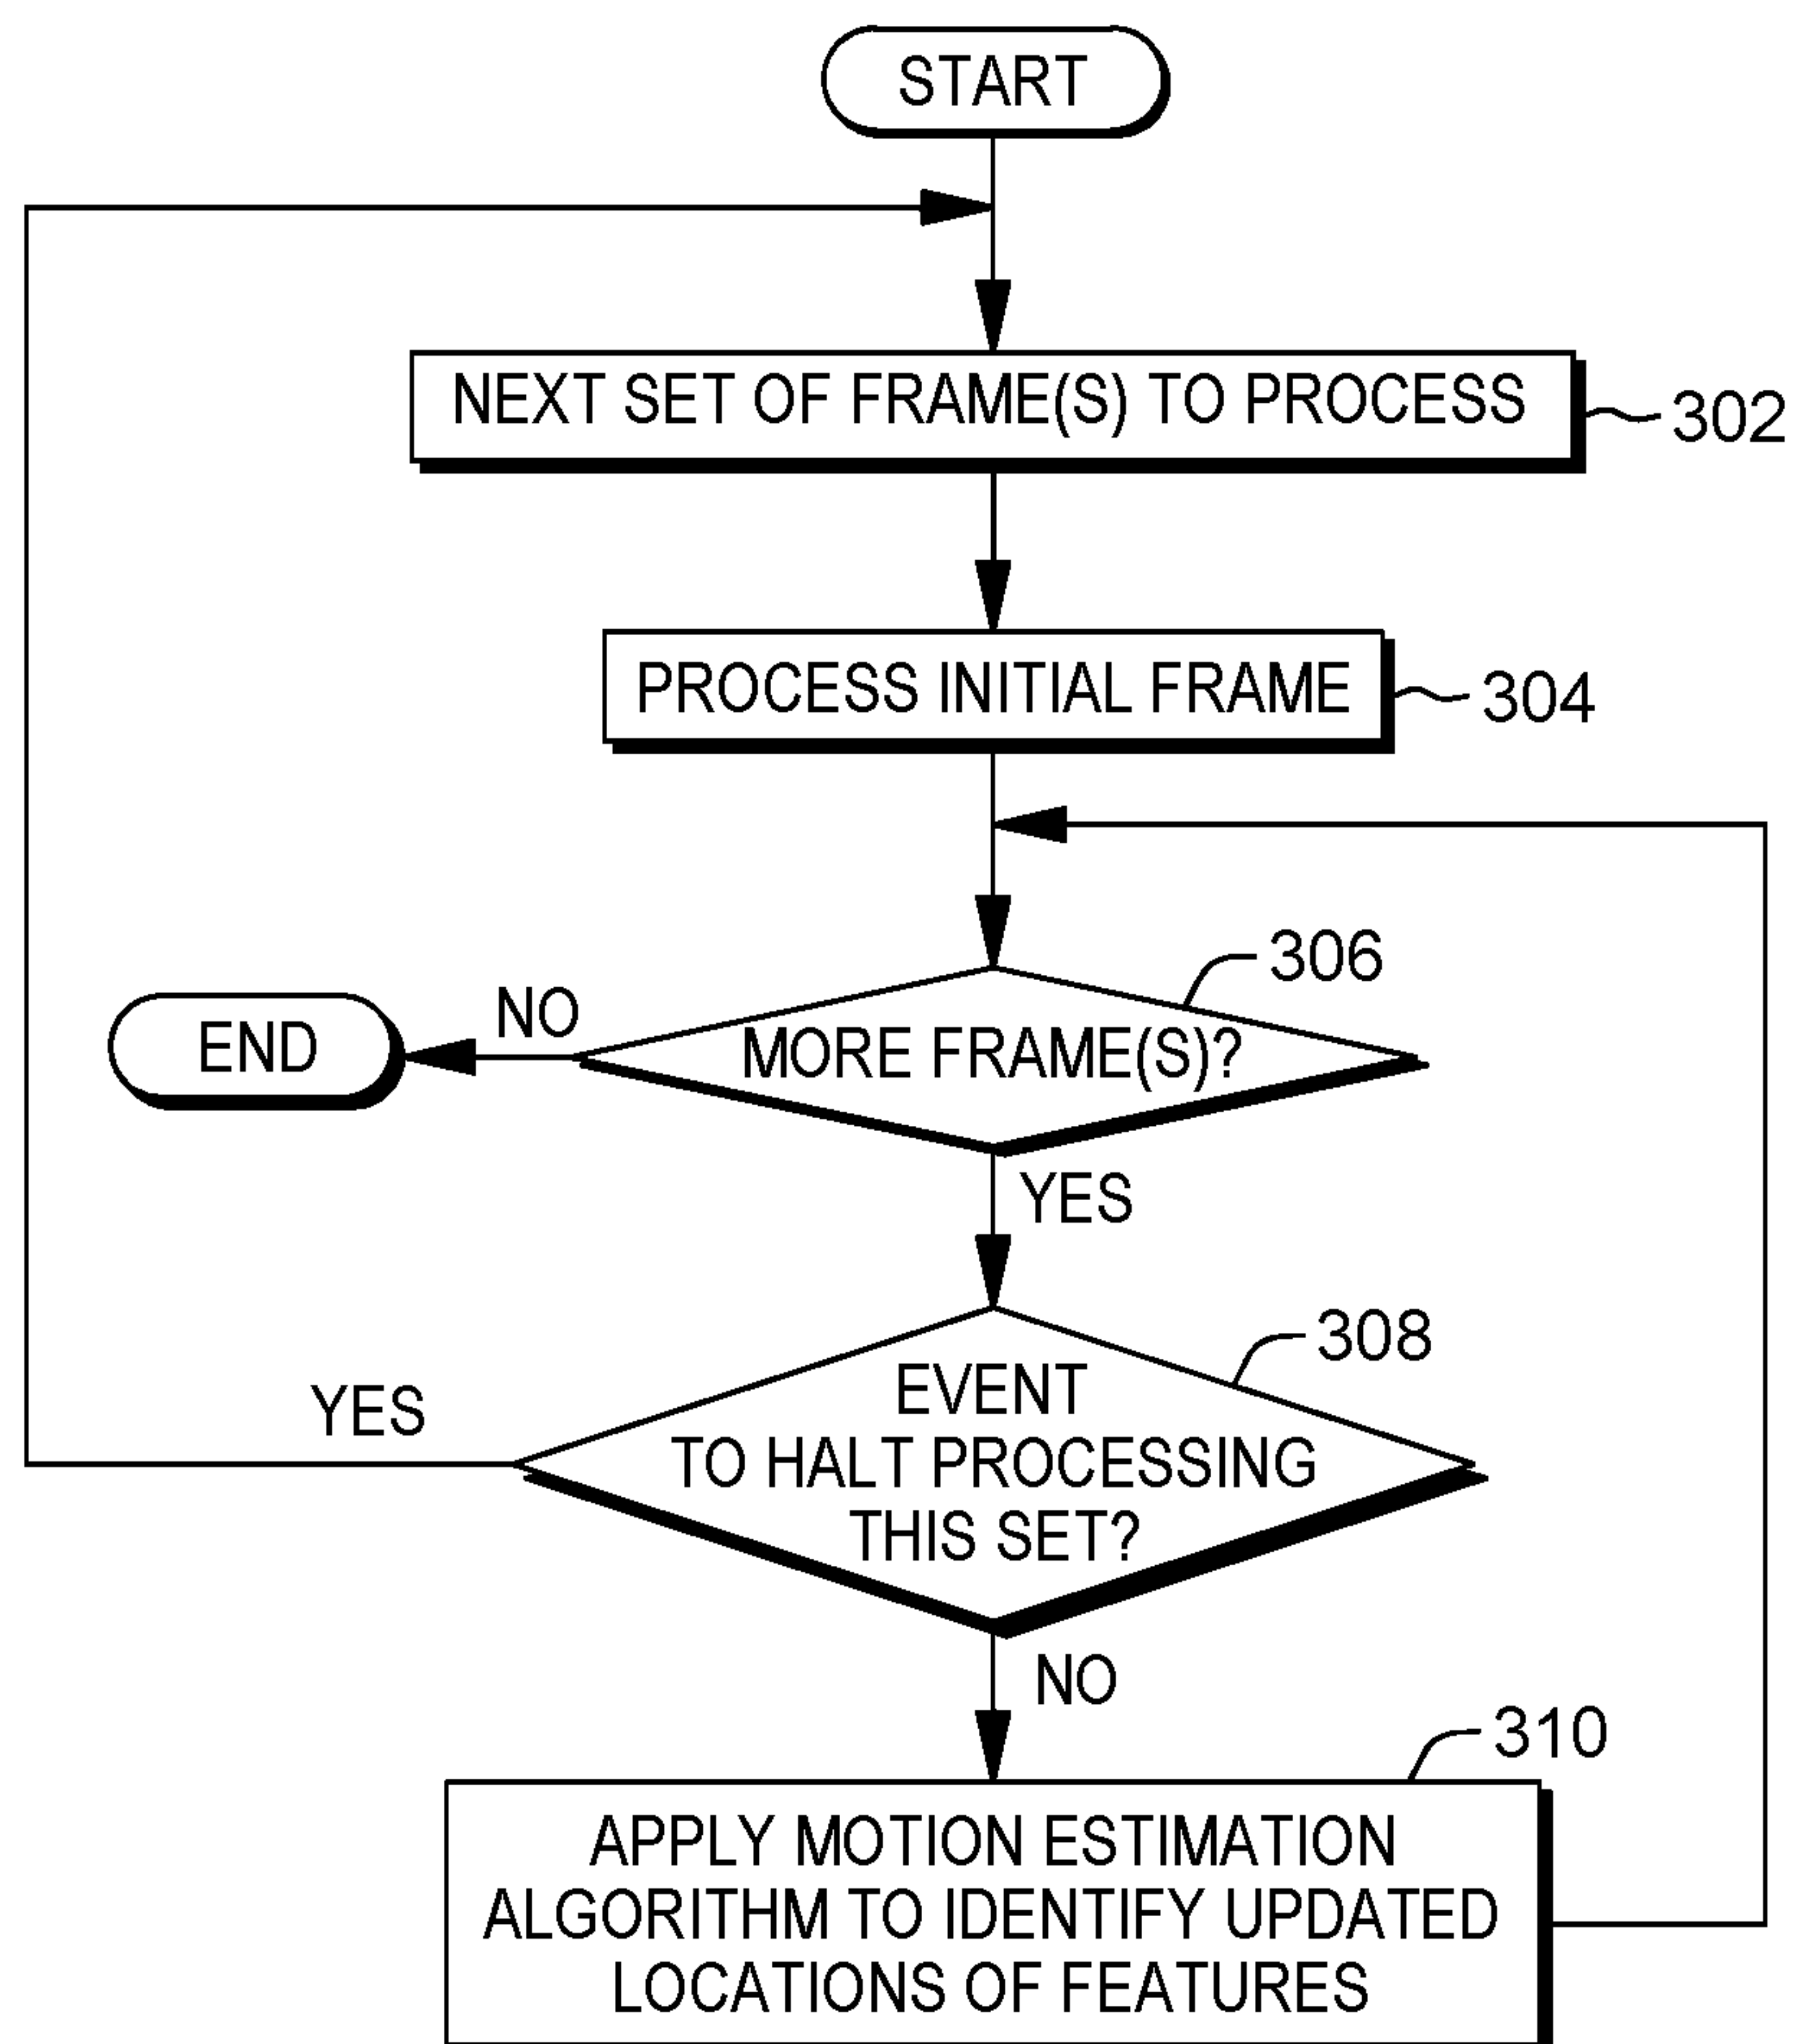 START
NEXT SET OF FRAME(S) TO PROCESS
302
PROCESS INITIAL FRAME
304
306
MORE FRAME(S)?
NO
END
YES
308
EVENT
TO HALT PROCESSING
THIS SET?
YES
NO
310
APPLY MOTION ESTIMATION
ALGORITHM TO IDENTIFY UPDATED
LOCATIONS OF FEATURES